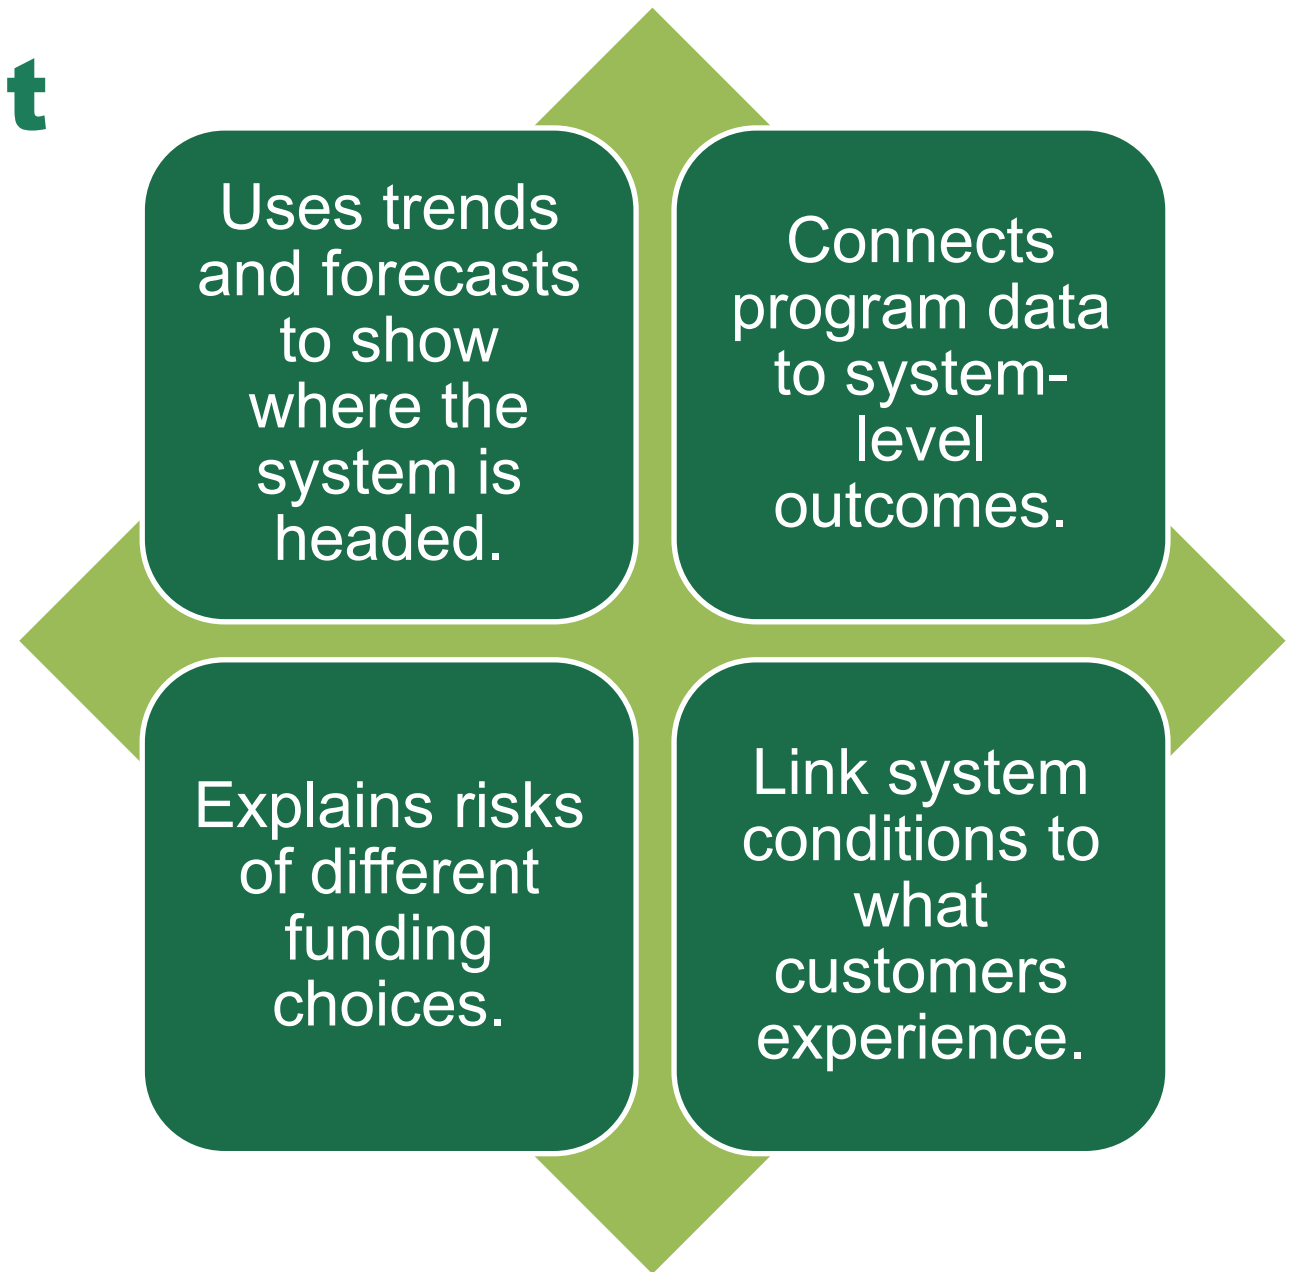 t
Uses trends
and forecasts
to show
where the
system is
headed.
Connects
program data
to system-
level
outcomes.
Explains risks
of different
funding
choices.
Link system
conditions to
what
customers
experience.